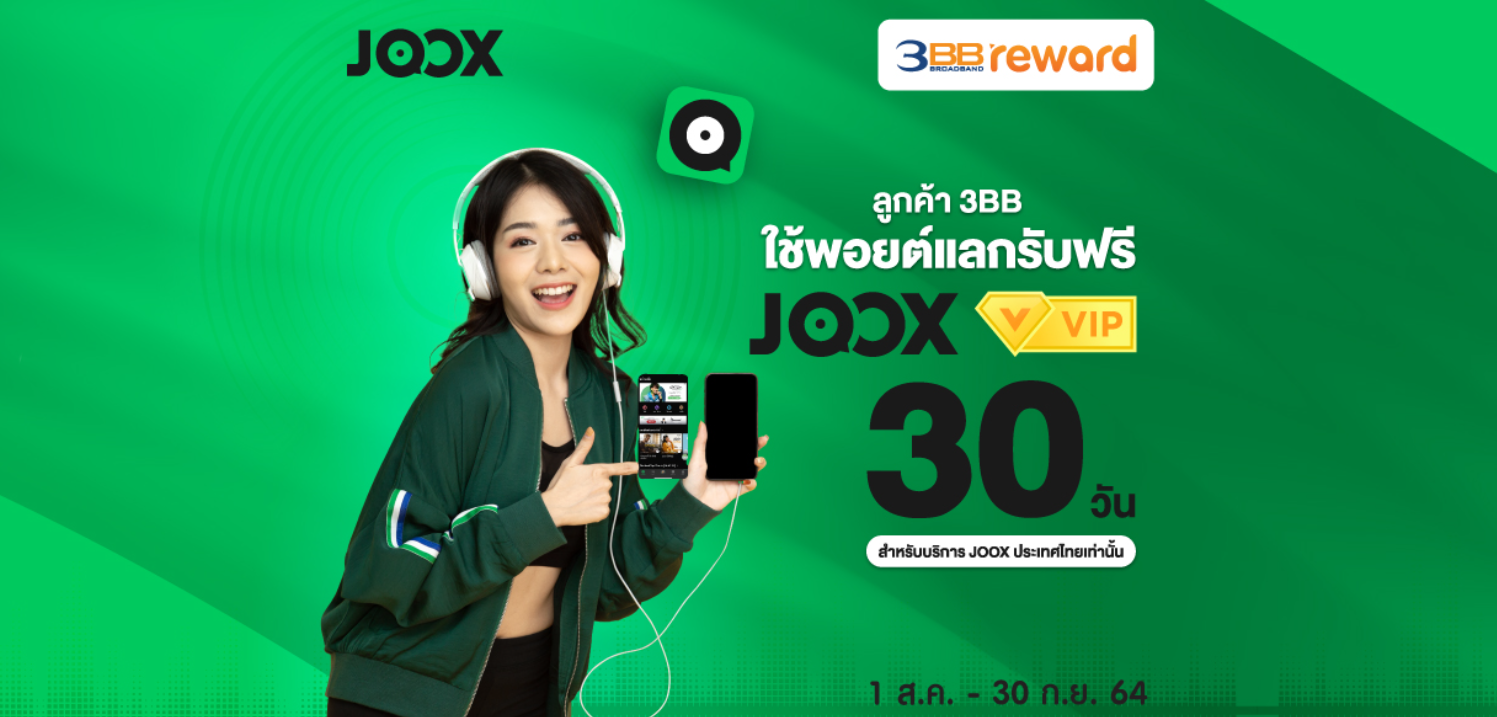 JOOX
3BB reward
BROADBAND
ลูกค้า 3BB
ใช้พอยต์แลกรับฟรี
JOOX V VIP
30 วัน
สำหรับบริการ JOOX ประเทศไทยเท่านั้น
1 ส.ค. - 30 ก.ย. 64